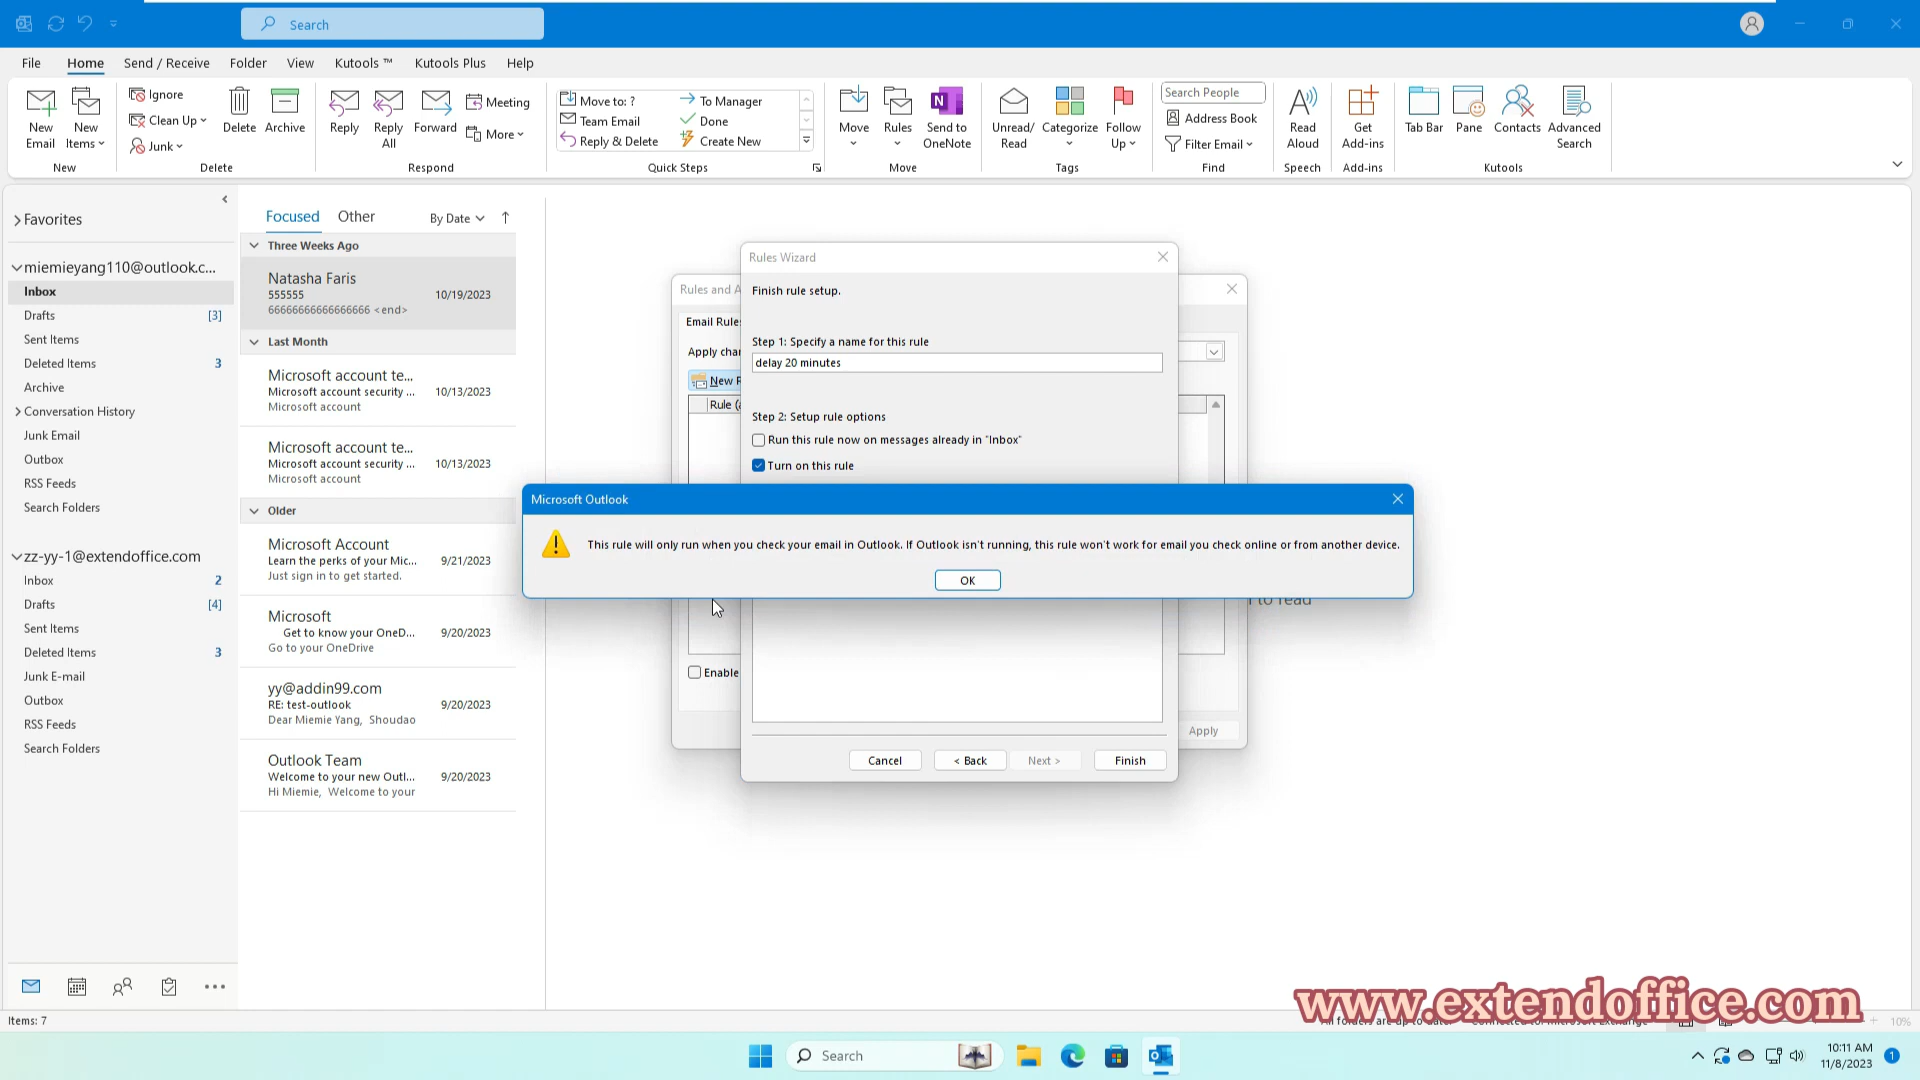 Search
File Home Send / Receive Folder View Kutools ™ Kutools Plus Help
New Email
New Items
New
Ignore
Clean Up
Junk
Delete
Archive
Delete
Reply
Reply All
Forward
Meeting
More
Respond
Move to: ?
Team Email
Reply & Delete
To Manager
Done
Create New
Quick Steps
Move
Rules
Send to OneNote
Move
Unread/ Read
Categorize
Follow Up
Tags
Search People
Address Book
Filter Email
Find
Read Aloud
Speech
Get Add-ins
Add-ins
Tab Bar
Pane
Contacts
Advanced Search
Kutools
Favorites
miemieyang110@outlook.c...
Inbox
Drafts [3]
Sent Items
Deleted Items 3
Archive
Conversation History
Junk Email
Outbox
RSS Feeds
Search Folders
zz-yy-1@extendoffice.com
Inbox 2
Drafts [4]
Sent Items
Deleted Items 3
Junk E-mail
Outbox
RSS Feeds
Search Folders
Items: 7
Focused Other By Date
Three Weeks Ago
Natasha Faris
555555 10/19/2023
66666666666666666 <end>
Last Month
Microsoft account te...
Microsoft account security ... 10/13/2023
Microsoft account
Microsoft account te...
Microsoft account security ... 10/13/2023
Microsoft account
Older
Microsoft Account
Learn the perks of your Mic... 9/21/2023
Just sign in to get started.
Microsoft
Get to know your OneD... 9/20/2023
Go to your OneDrive
yy@addin99.com
RE: test-outlook 9/20/2023
Dear Miemie Yang, Shoudao
Outlook Team
Welcome to your new Outl... 9/20/2023
Hi Miemie, Welcome to your
Rules and A
Email Rules
Apply chan
New R
Rule (a
Enable
Apply
to read
Rules Wizard
Finish rule setup.
Step 1: Specify a name for this rule
delay 20 minutes
Step 2: Setup rule options
Run this rule now on messages already in "Inbox"
Turn on this rule
Cancel < Back Next > Finish
Microsoft Outlook
This rule will only run when you check your email in Outlook. If Outlook isn't running, this rule won't work for email you check online or from another device.
OK
www.extendoffice.com
10%
Search
10:11 AM
11/8/2023
1